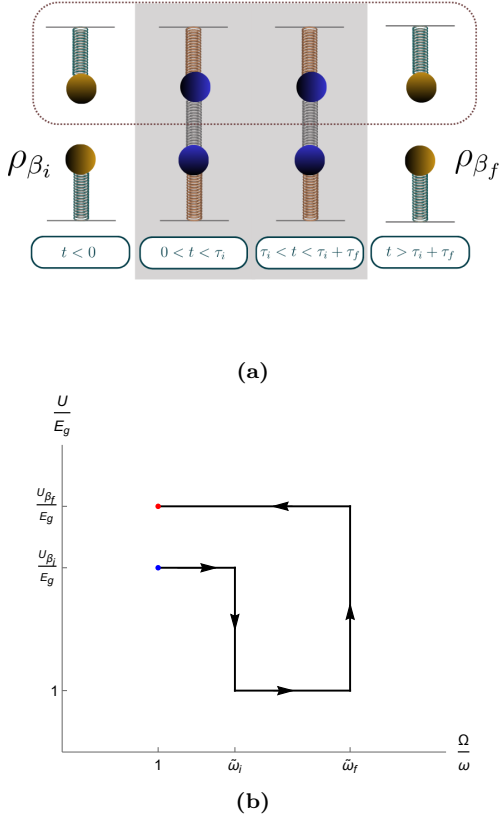 ρβi
ρβf
t < 0
0 < t < τi
τi < t < τi + τf
t > τi + τf
(a)
U
Eg
Uβf
Eg
Uβi
Eg
1
1
ω̃i
ω̃f
Ω
ω
(b)